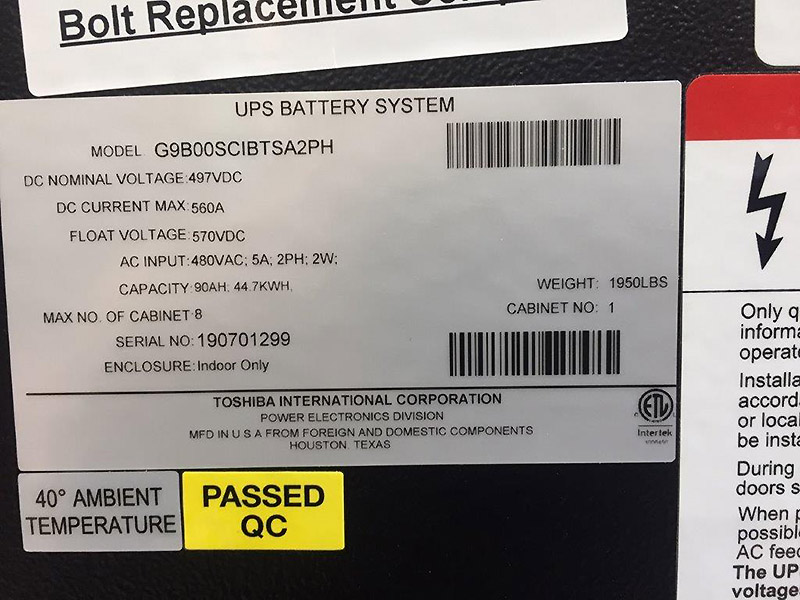 Bolt Replacement
UPS BATTERY SYSTEM
MODEL G9B00SCIBTSA2PH
DC NOMINAL VOLTAGE:497VDC
DC CURRENT MAX:560A
FLOAT VOLTAGE:570VDC
AC INPUT:480VAC; 5A; 2PH; 2W;
CAPACITY:90AH; 44.7KWH,
WEIGHT: 1950LBS
MAX NO. OF CABINET:8
CABINET NO: 1
SERIAL NO:190701299
ENCLOSURE:Indoor Only
TOSHIBA INTERNATIONAL CORPORATION
POWER ELECTRONICS DIVISION
MFD IN U S A FROM FOREIGN AND DOMESTIC COMPONENTS
HOUSTON, TEXAS
ETL
Intertek
40° AMBIENT
TEMPERATURE
PASSED
QC
Only q
informa
operate
Installa
accorda
or local
be insta
During
doors s
When p
possible
AC feed
The UP
voltage